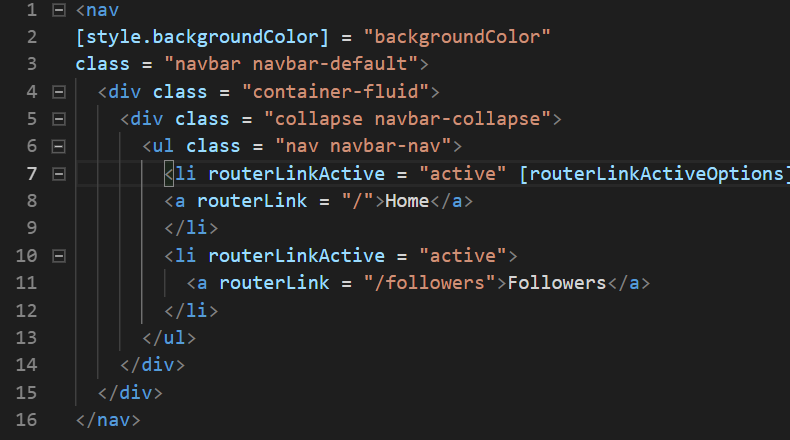 1 <nav
2 [style.backgroundColor] = "backgroundColor"
3 class = "navbar navbar-default">
4 <div class = "container-fluid">
5 <div class = "collapse navbar-collapse">
6 <ul class = "nav navbar-nav">
7 <li routerLinkActive = "active" [routerLinkActiveOptions]
8 <a routerLink = "/">Home</a>
9 </li>
10 <li routerLinkActive = "active">
11 <a routerLink = "/followers">Followers</a>
12 </li>
13 </ul>
14 </div>
15 </div>
16 </nav>